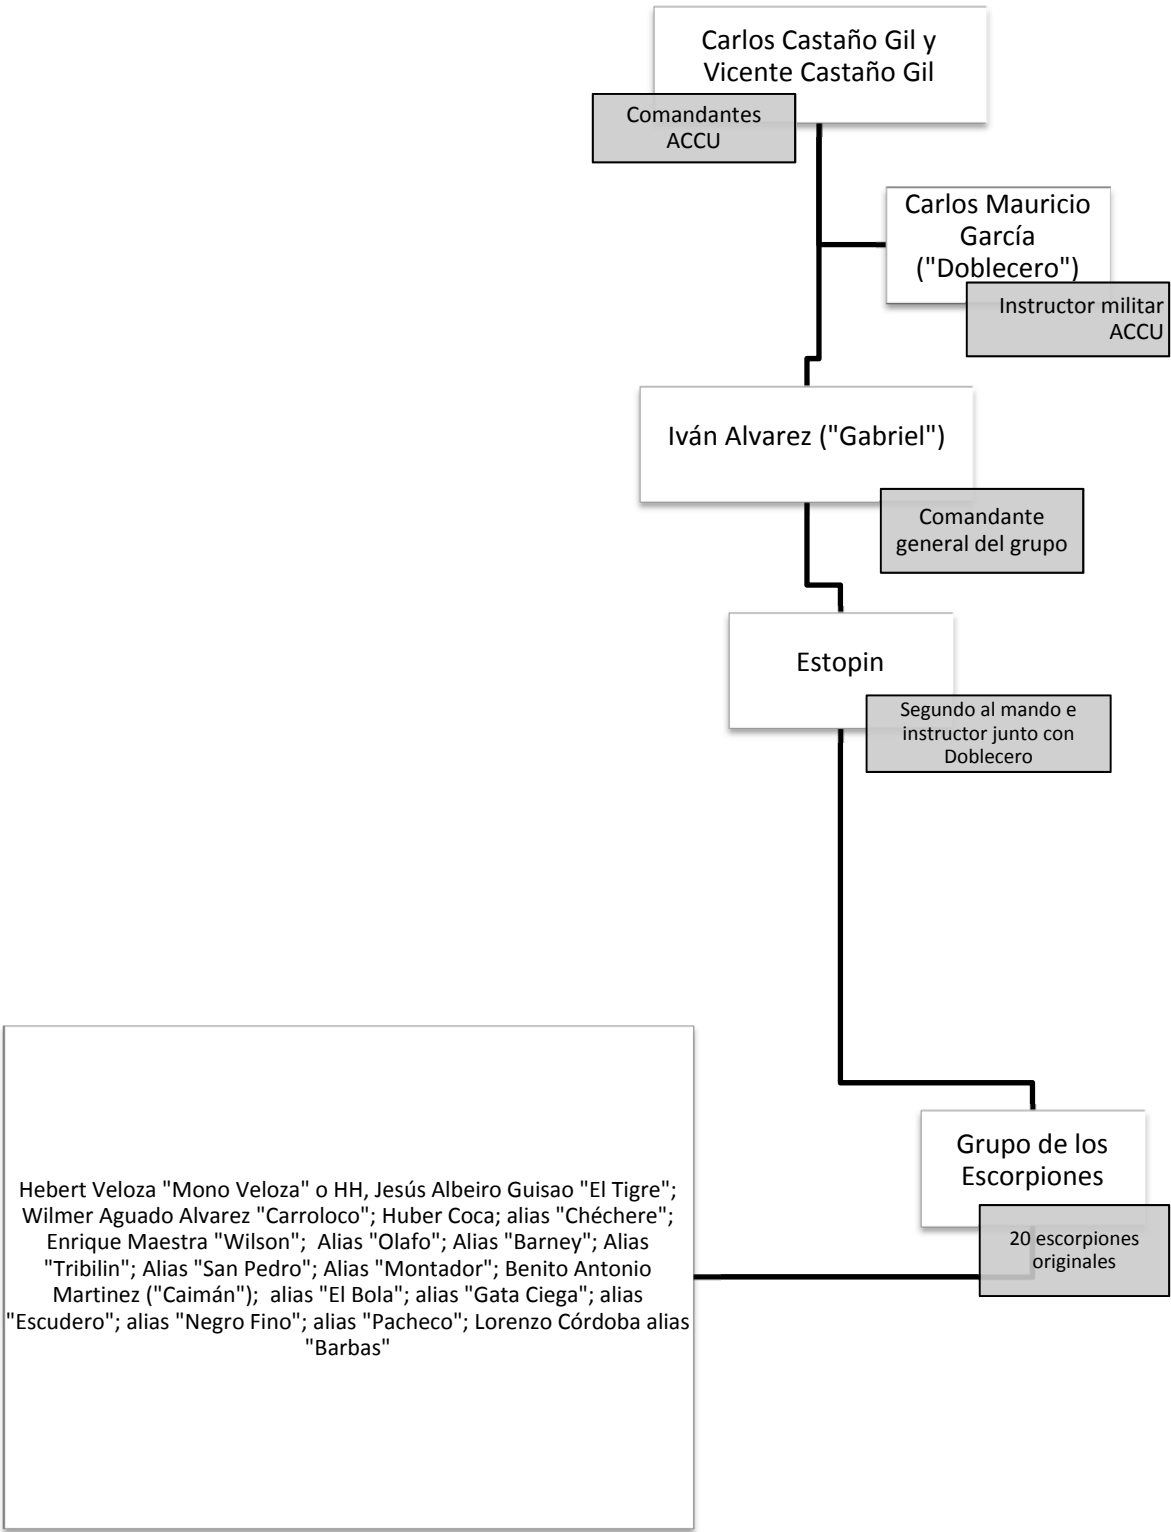 Carlos Castaño Gil y
Vicente Castaño Gil
Comandantes
ACCU
Carlos Mauricio
García
("Doblecero")
Instructor militar
ACCU
Iván Alvarez ("Gabriel")
Comandante
general del grupo
Estopin
Segundo al mando e
instructor junto con
Doblecero
Grupo de los
Escorpiones
20 escorpiones
originales
Hebert Veloza "Mono Veloza" o HH, Jesús Albeiro Guisao "El Tigre";
Wilmer Aguado Alvarez "Carroloco"; Huber Coca; alias "Chéchere";
Enrique Maestra "Wilson";  Alias "Olafo"; Alias "Barney"; Alias
"Tribilin"; Alias "San Pedro"; Alias "Montador"; Benito Antonio
Martinez ("Caimán");  alias "El Bola"; alias "Gata Ciega"; alias
"Escudero"; alias "Negro Fino"; alias "Pacheco"; Lorenzo Córdoba alias
"Barbas"